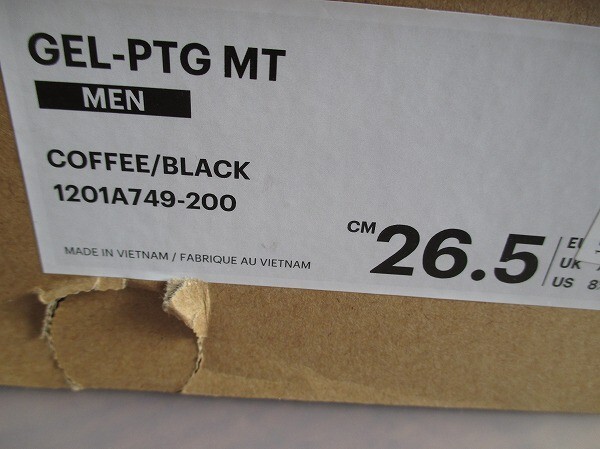 GEL-PTG MT
MEN
COFFEE/BLACK
1201A749-200
MADE IN VIETNAM / FABRIQUE AU VIETNAM
CM 26.5
UK
US